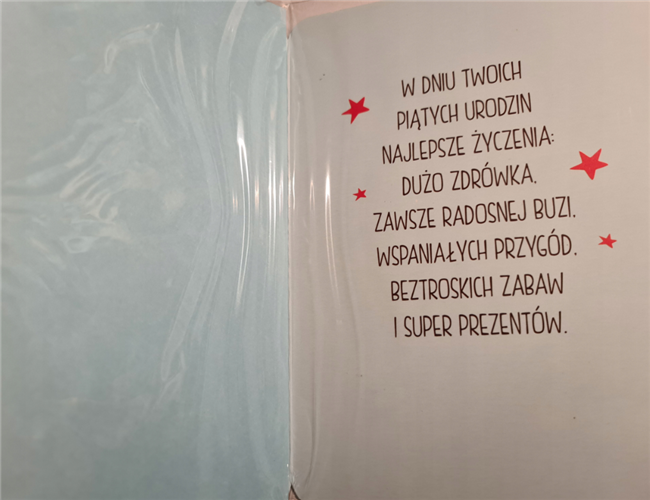 W DNIU TWOICH
PIĄTYCH URODZIN
NAJLEPSZE ŻYCZENIA:
DUŻO ZDRÓWKA,
ZAWSZE RADOSNEJ BUZI,
WSPANIAŁYCH PRZYGÓD,
BEZTROSKICH ZABAW
I SUPER PREZENTÓW.